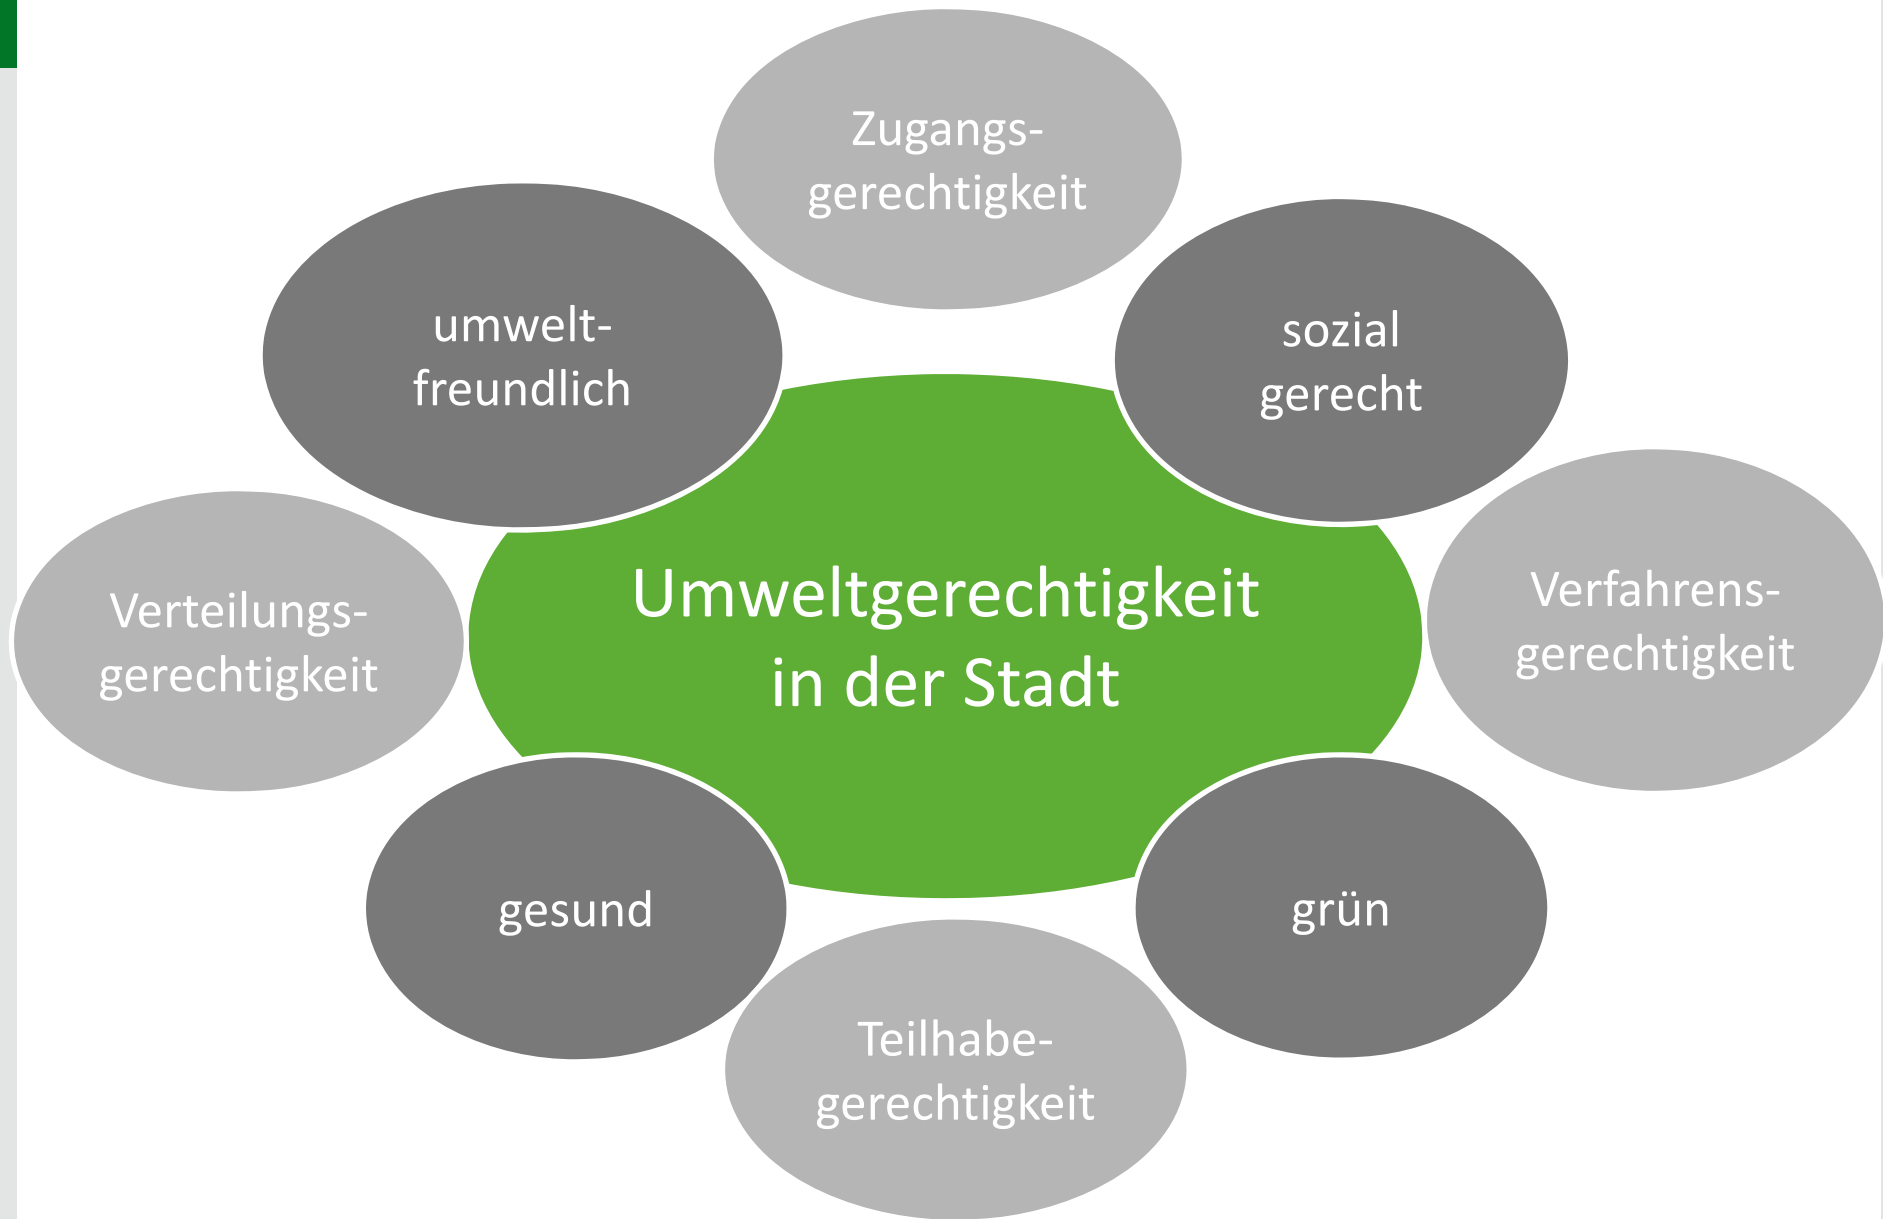 Zugangs-
gerechtigkeit
umwelt-
freundlich
sozial
gerecht
Verteilungs-
gerechtigkeit
Umweltgerechtigkeit
in der Stadt
Verfahrens-
gerechtigkeit
gesund
grün
Teilhabe-
gerechtigkeit